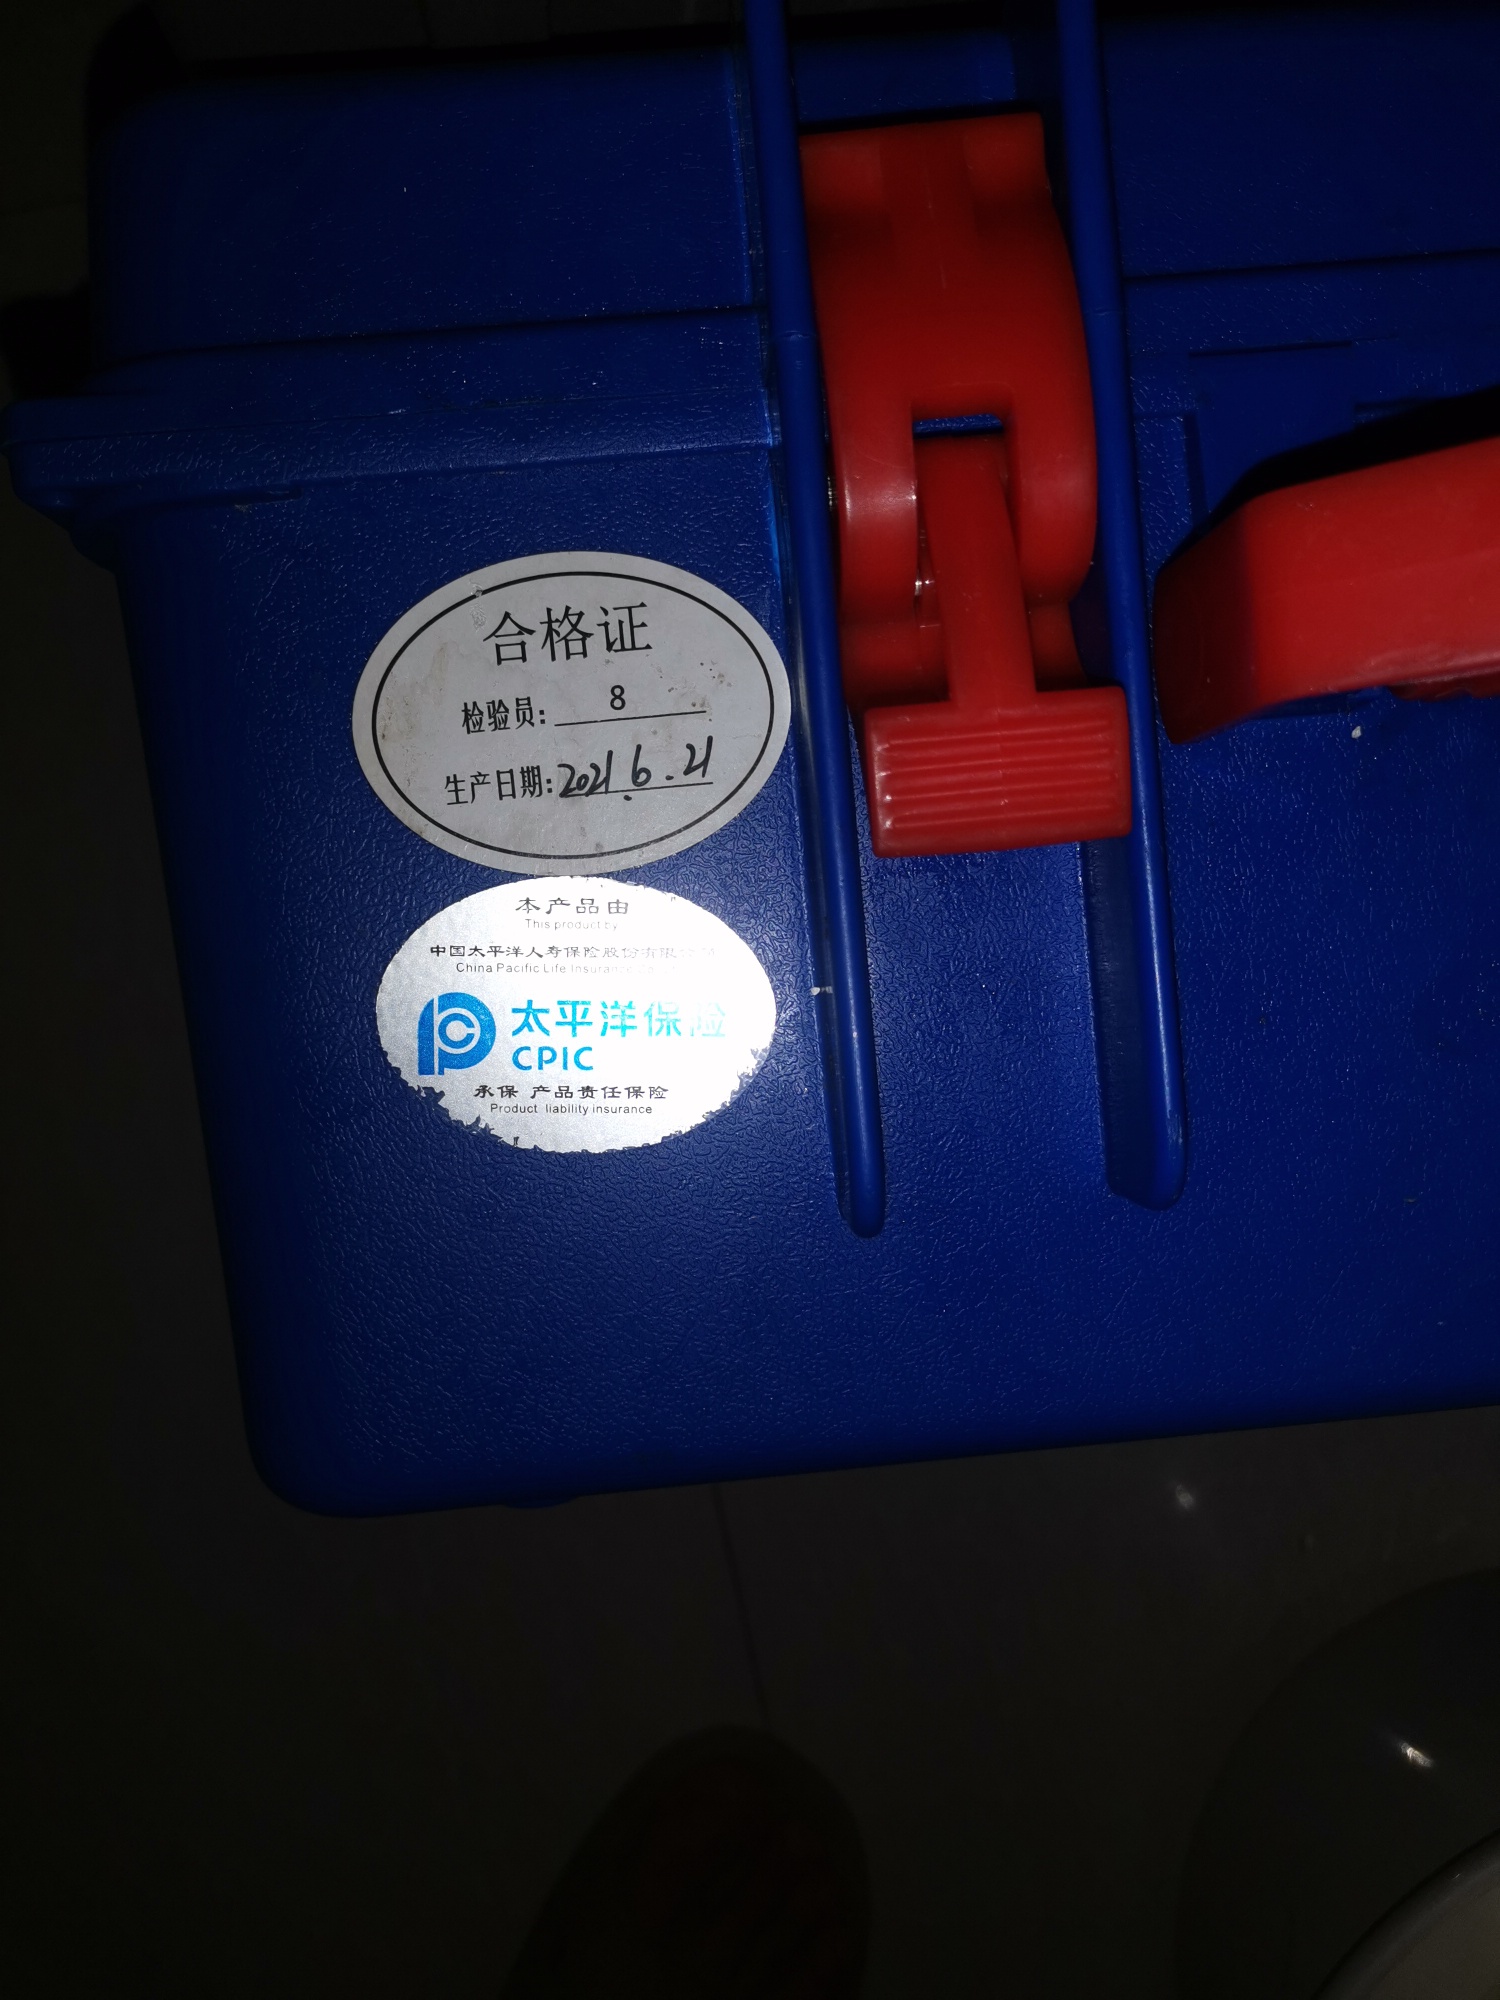 合格证
检验员: 8
生产日期: 2021.6.21
本产品由
This product by
中国太平洋人寿保险股份有限
China Pacific Life Insurance
太平洋保险
CPIC
承保 产品责任保险
Product liability insurance